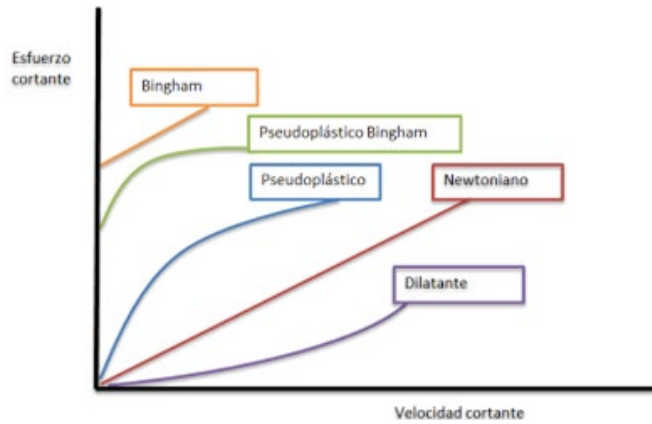 Esfuerzo
cortante
Bingham
Pseudoplástico Bingham
Pseudoplástico
Newtoniano
Dilatante
Velocidad cortante